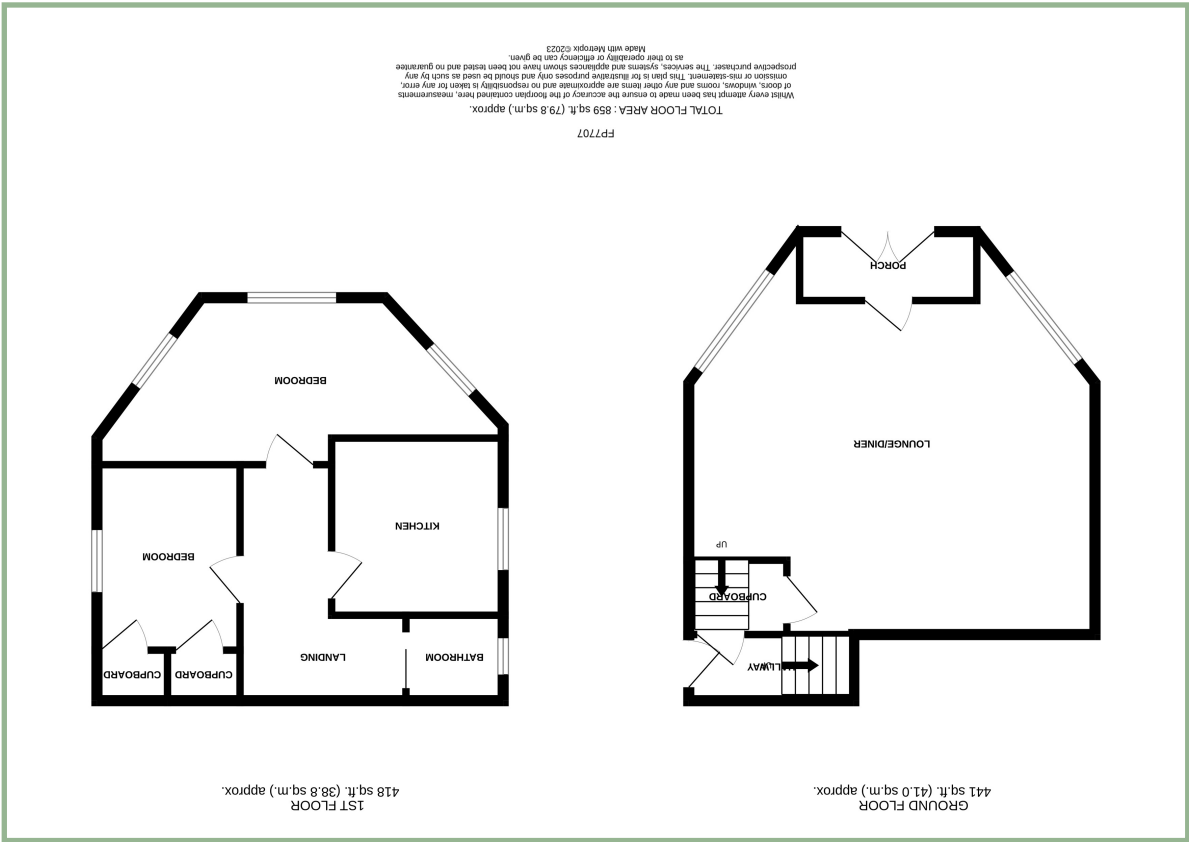 GROUND FLOOR
441 sq.ft. (41.0 sq.m.) approx.
HALLWAY
UP
CUPBOARD
UP
LOUNGE/DINER
PORCH
1ST FLOOR
418 sq.ft. (38.8 sq.m.) approx.
BATHROOM
LANDING
CUPBOARD
CUPBOARD
KITCHEN
BEDROOM
BEDROOM
FP7707
TOTAL FLOOR AREA : 859 sq.ft. (79.8 sq.m.) approx.
Whilst every attempt has been made to ensure the accuracy of the floorplan contained here, measurements
of doors, windows, rooms and any other items are approximate and no responsibility is taken for any error,
omission or mis-statement. This plan is for illustrative purposes only and should be used as such by any
prospective purchaser. The services, systems and appliances shown have not been tested and no guarantee
as to their operability or efficiency can be given.
Made with Metropix ©2023